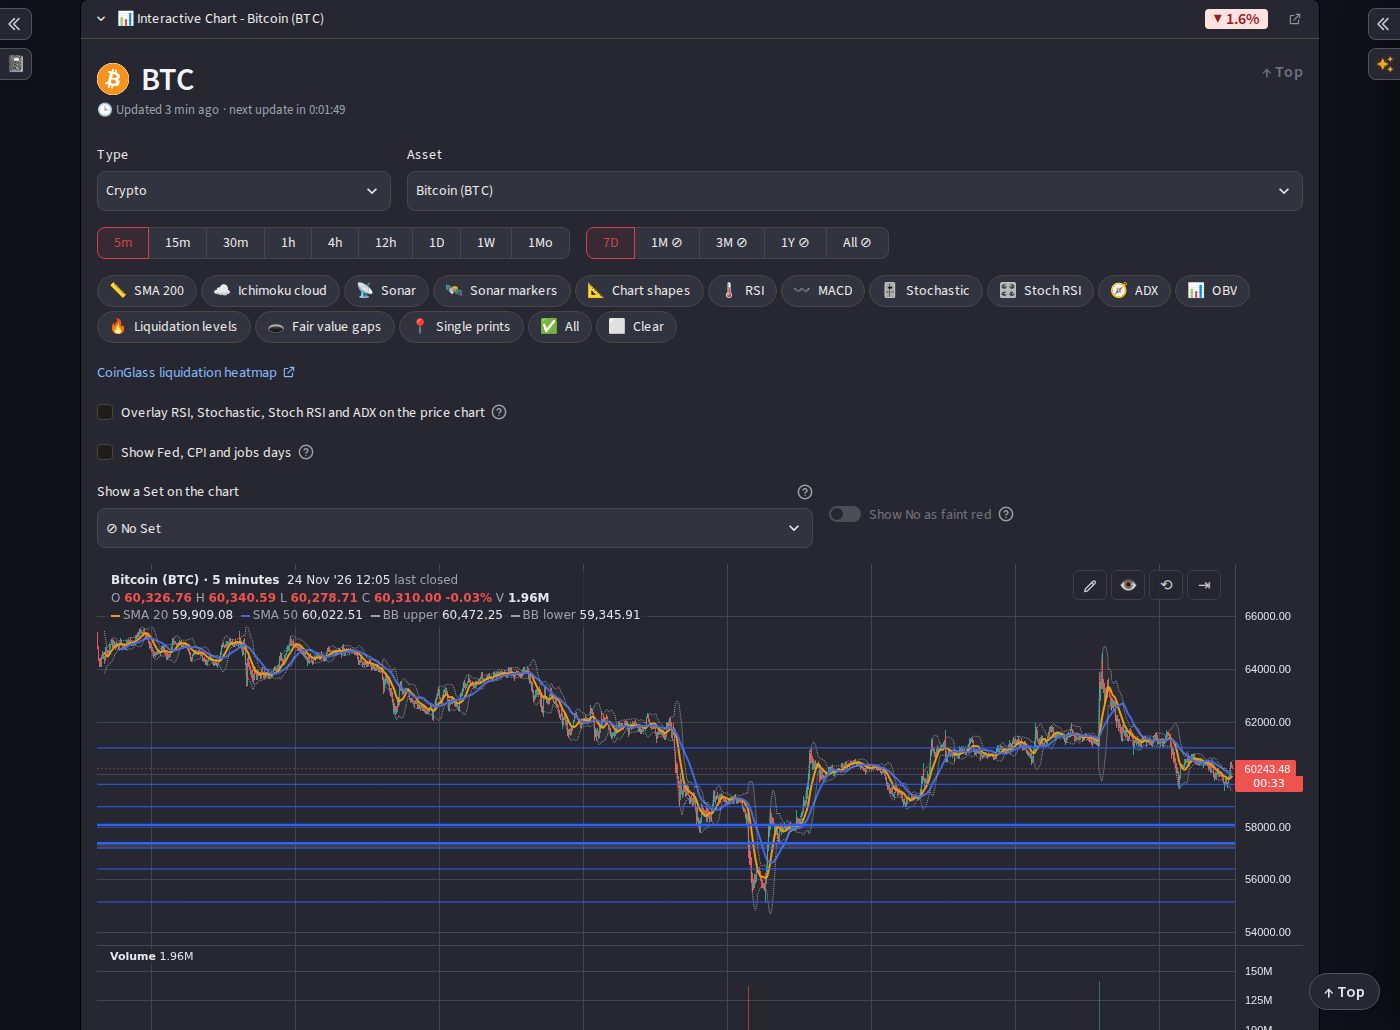 Interactive Chart - Bitcoin (BTC)
▼ 1.6%
BTC
↑ Top
Updated 3 min ago · next update in 0:01:49
Type
Asset
Crypto
Bitcoin (BTC)
5m 15m 30m 1h 4h 12h 1D 1W 1Mo
7D 1M ⊘ 3M ⊘ 1Y ⊘ All ⊘
SMA 200 Ichimoku cloud Sonar Sonar markers Chart shapes RSI MACD Stochastic Stoch RSI ADX OBV
Liquidation levels Fair value gaps Single prints All Clear
CoinGlass liquidation heatmap
Overlay RSI, Stochastic, Stoch RSI and ADX on the price chart
Show Fed, CPI and jobs days
Show a Set on the chart
⊘ No Set
Show No as faint red
Bitcoin (BTC) · 5 minutes 24 Nov '26 12:05 last closed
O 60,326.76 H 60,340.59 L 60,278.71 C 60,310.00 -0.03% V 1.96M
SMA 20 59,909.08 SMA 50 60,022.51 BB upper 60,472.25 BB lower 59,345.91
66000.00
64000.00
62000.00
60243.48
00:33
58000.00
56000.00
54000.00
Volume 1.96M
150M
125M
100M
↑ Top